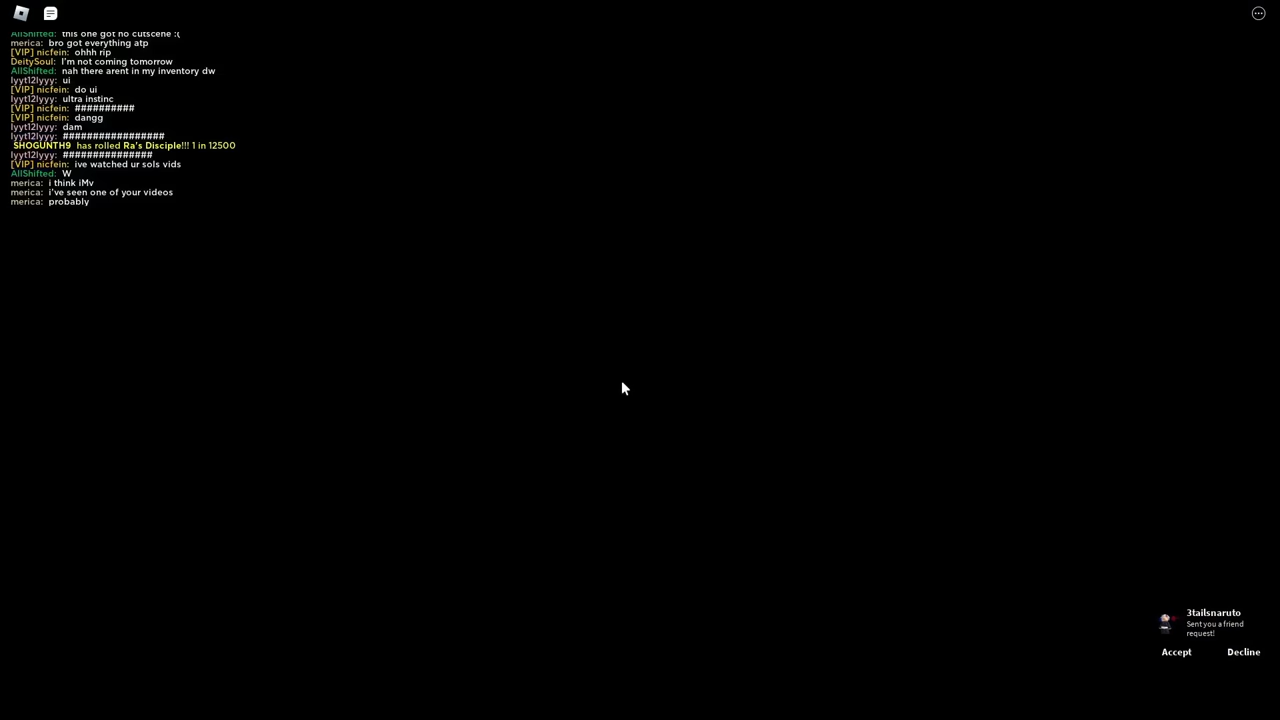 AllShifted: this one got no cutscene :(
merica: bro got everything atp
[VIP] nicfein: ohhh rip
DeitySoul: I'm not coming tomorrow
AllShifted: nah there arent in my inventory dw
lyyt12lyyy: ui
[VIP] nicfein: do ui
lyyt12lyyy: ultra instinc
[VIP] nicfein: ##########
[VIP] nicfein: dangg
lyyt12lyyy: dam
lyyt12lyyy: #################
SHOGUNTH9 has rolled Ra's Disciple!!! 1 in 12500
lyyt12lyyy: ###############
[VIP] nicfein: ive watched ur sols vids
AllShifted: W
merica: i think iMv
merica: i've seen one of your videos
merica: probably
3tailsnaruto
Sent you a friend
request!
Accept Decline